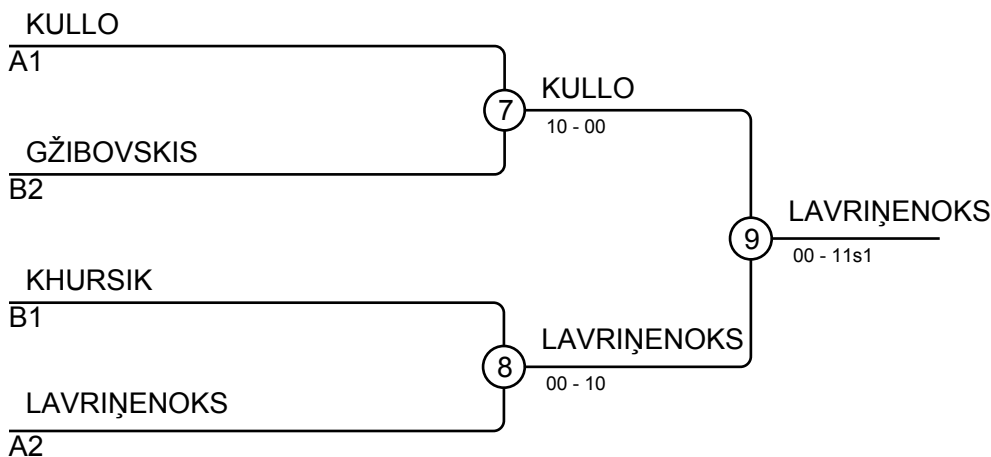 KULLO
A1
7
KULLO
10 - 00
GŽIBOVSKIS
B2
9
LAVRIŅENOKS
00 - 11s1
KHURSIK
B1
8
LAVRIŅENOKS
00 - 10
LAVRIŅENOKS
A2